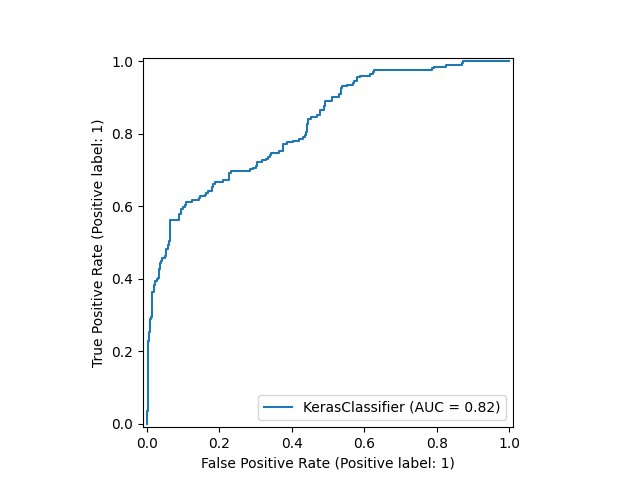 1.0
0.8
0.6
0.4
0.2
0.0
True Positive Rate (Positive label: 1)
KerasClassifier (AUC = 0.82)
0.0 0.2 0.4 0.6 0.8 1.0
False Positive Rate (Positive label: 1)